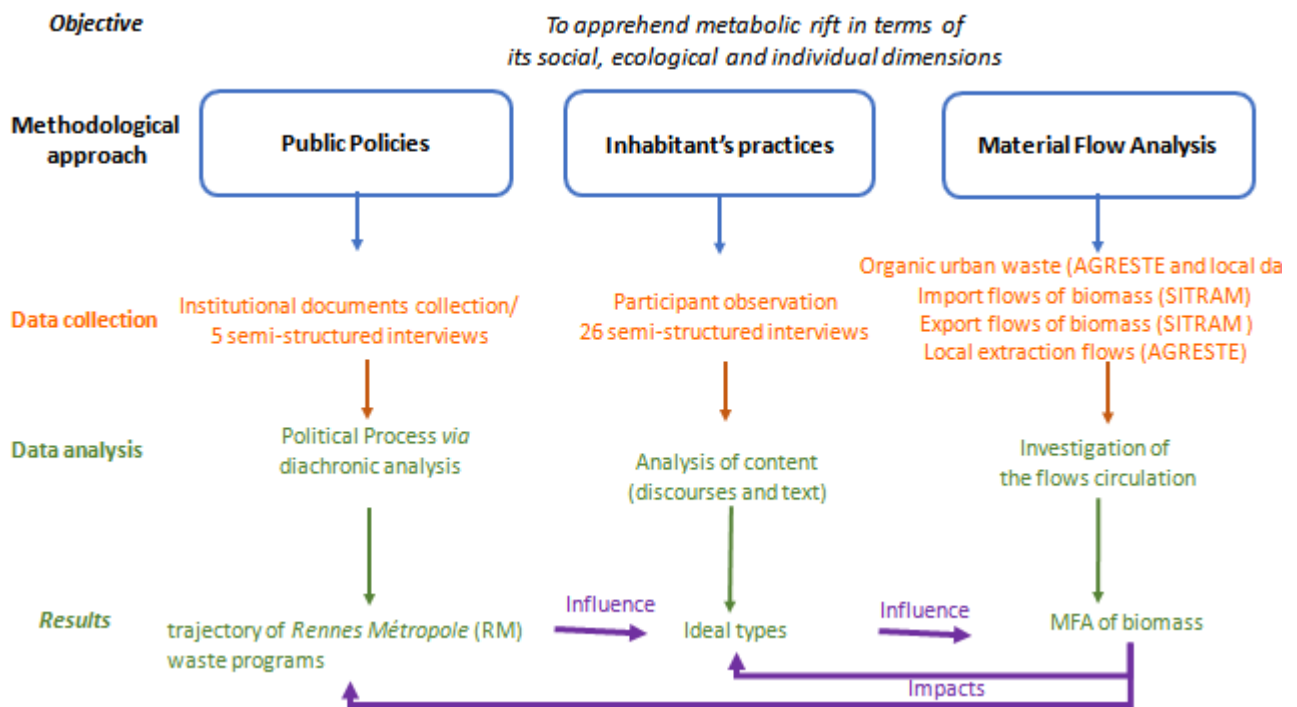 Objective
To apprehend metabolic rift in terms of
its social, ecological and individual dimensions
Methodological
approach
Public Policies
Inhabitant's practices
Material Flow Analysis
Data collection
Institutional documents collection/
5 semi-structured interviews
Participant observation
26 semi-structured interviews
Organic urban waste (AGRESTE and local da
Import flows of biomass (SITRAM)
Export flows of biomass (SITRAM )
Local extraction flows (AGRESTE)
Data analysis
Political Process via
diachronic analysis
Analysis of content
(discourses and text)
Investigation of
the flows circulation
Results
trajectory of Rennes Métropole (RM)
waste programs
Influence
Ideal types
Influence
MFA of biomass
Impacts